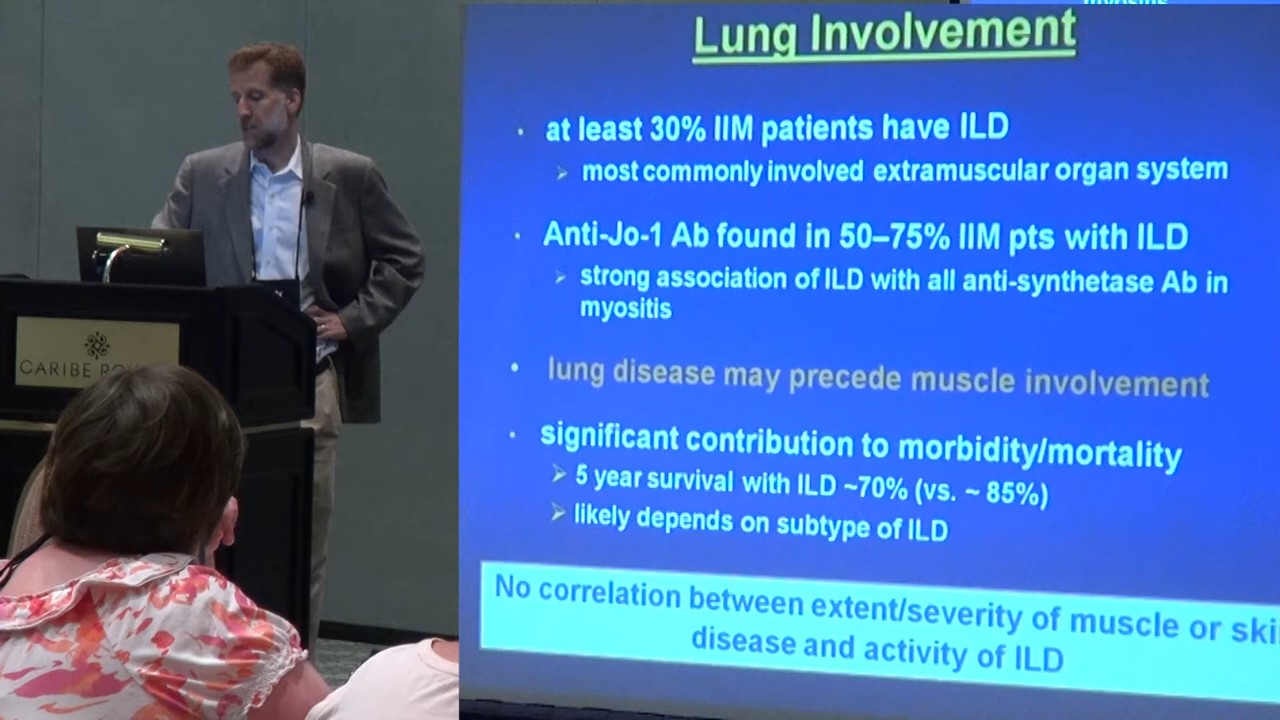 myositis
Lung Involvement
at least 30% IIM patients have ILD
most commonly involved extramuscular organ system
Anti-Jo-1 Ab found in 50–75% IIM pts with ILD
strong association of ILD with all anti-synthetase Ab in
myositis
lung disease may precede muscle involvement
significant contribution to morbidity/mortality
5 year survival with ILD ~70% (vs. ~ 85%)
likely depends on subtype of ILD
No correlation between extent/severity of muscle or ski
disease and activity of ILD
CARIBE